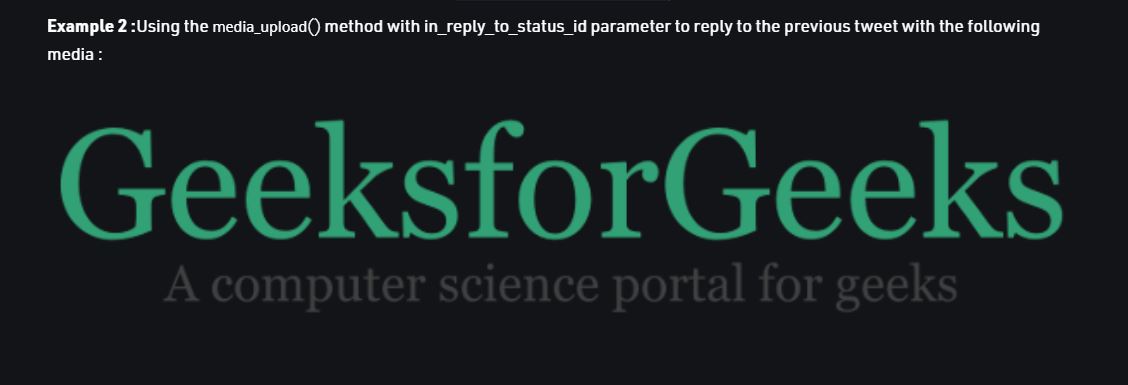 Example 2 :Using the media_upload() method with in_reply_to_status_id parameter to reply to the previous tweet with the following
media :
GeeksforGeeks
A computer science portal for geeks